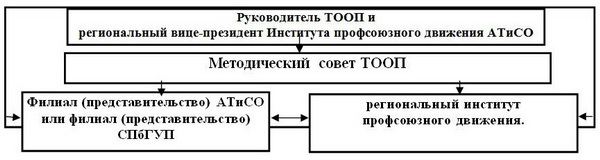 Руководитель ТООП и
региональный вице-президент Института профсоюзного движения АТиСО
Методический совет ТООП
Филиал (представительство) АТиСО
или филиал (представительство)
СПбГУП
региональный институт
профсоюзного движения.